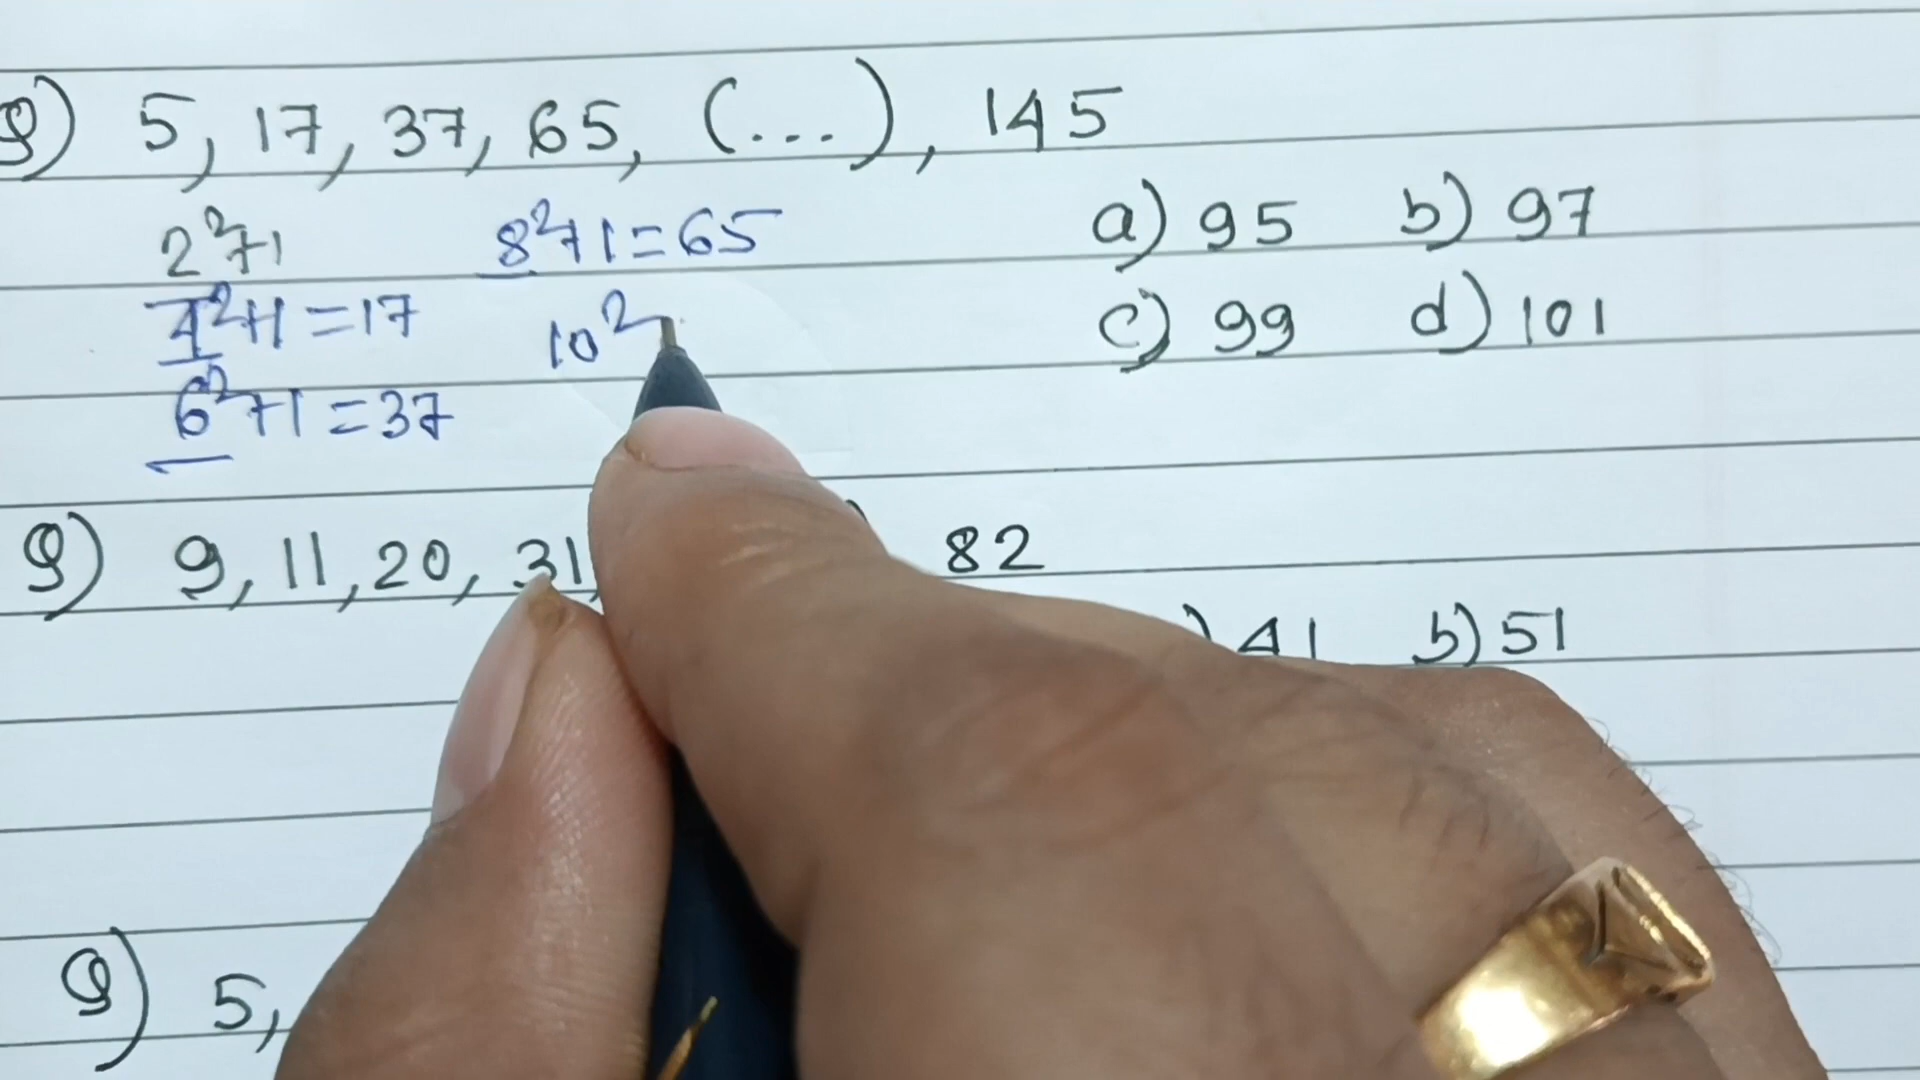 Q) 5, 17, 37, 65, (...), 145
2²+1 8²+1=65 a) 95 b) 97
4²+1=17 10² c) 99 d) 101
6²+1=37
Q) 9, 11, 20, 31, ) 82
) 41 b) 51
Q) 5,